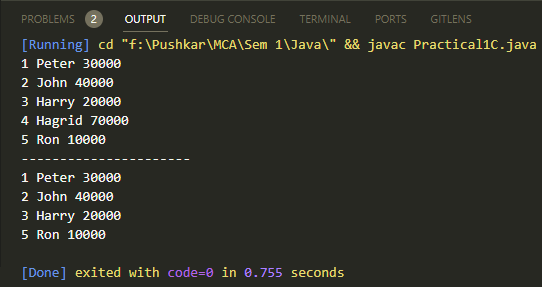 PROBLEMS 2 OUTPUT DEBUG CONSOLE TERMINAL PORTS GITLENS
[Running] cd "f:\Pushkar\MCA\Sem 1\Java\" && javac Practical1C.java
1 Peter 30000
2 John 40000
3 Harry 20000
4 Hagrid 70000
5 Ron 10000
----------------------
1 Peter 30000
2 John 40000
3 Harry 20000
5 Ron 10000
[Done] exited with code=0 in 0.755 seconds